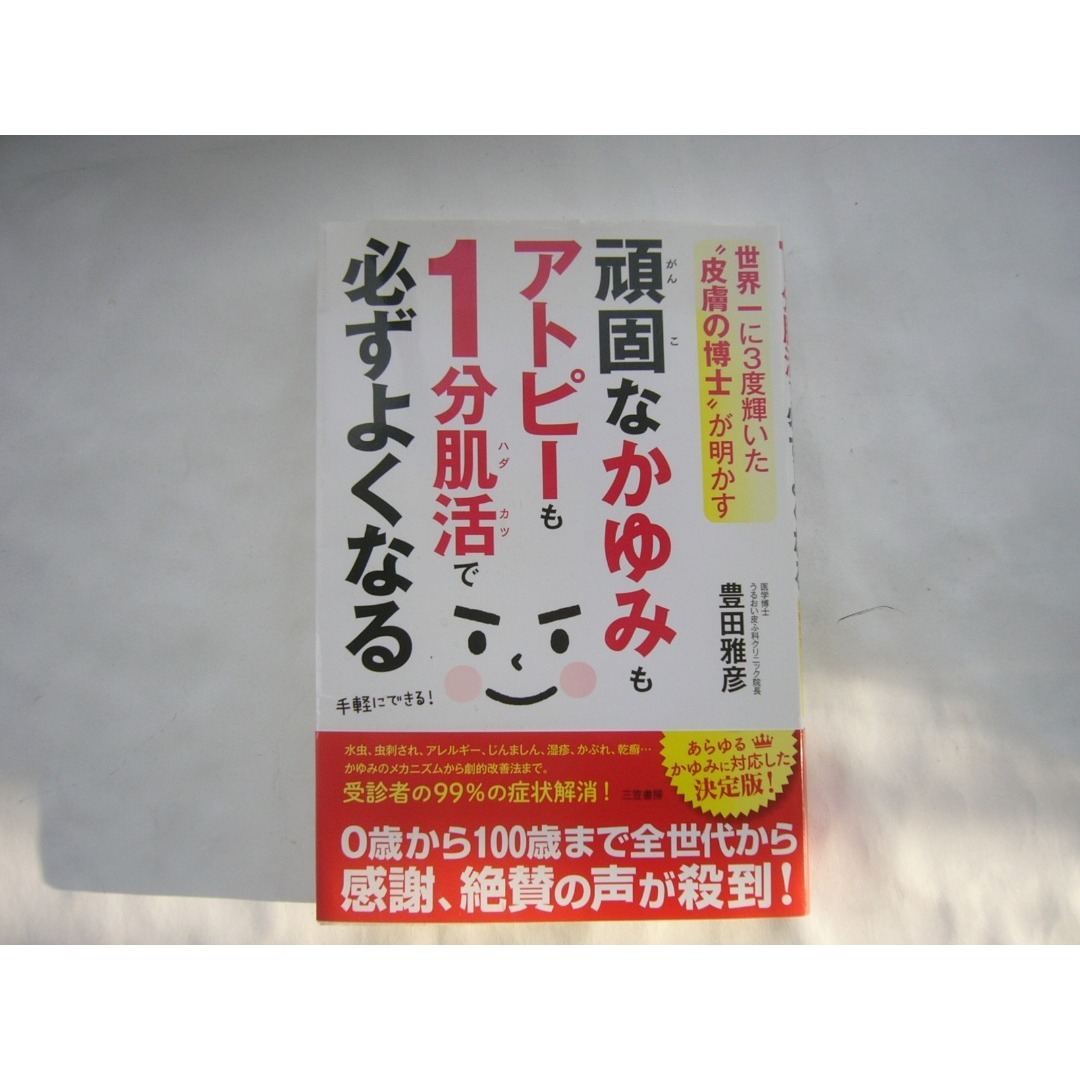 世界一に3度輝いた
“皮膚の博士”が明かす
頑固なかゆみも
がんこ
アトピーも
1分肌活で
ハダカツ
必ずよくなる
手軽にできる!
医学博士
うるおい皮ふ科クリニック院長
豊田雅彦
水虫、虫刺され、アレルギー、じんましん、湿疹、かぶれ、乾癬…
かゆみのメカニズムから劇的改善法まで。
受診者の99%の症状解消!
三笠書房
あらゆる
かゆみに対応した
決定版!
0歳から100歳まで全世代から
感謝、絶賛の声が殺到!